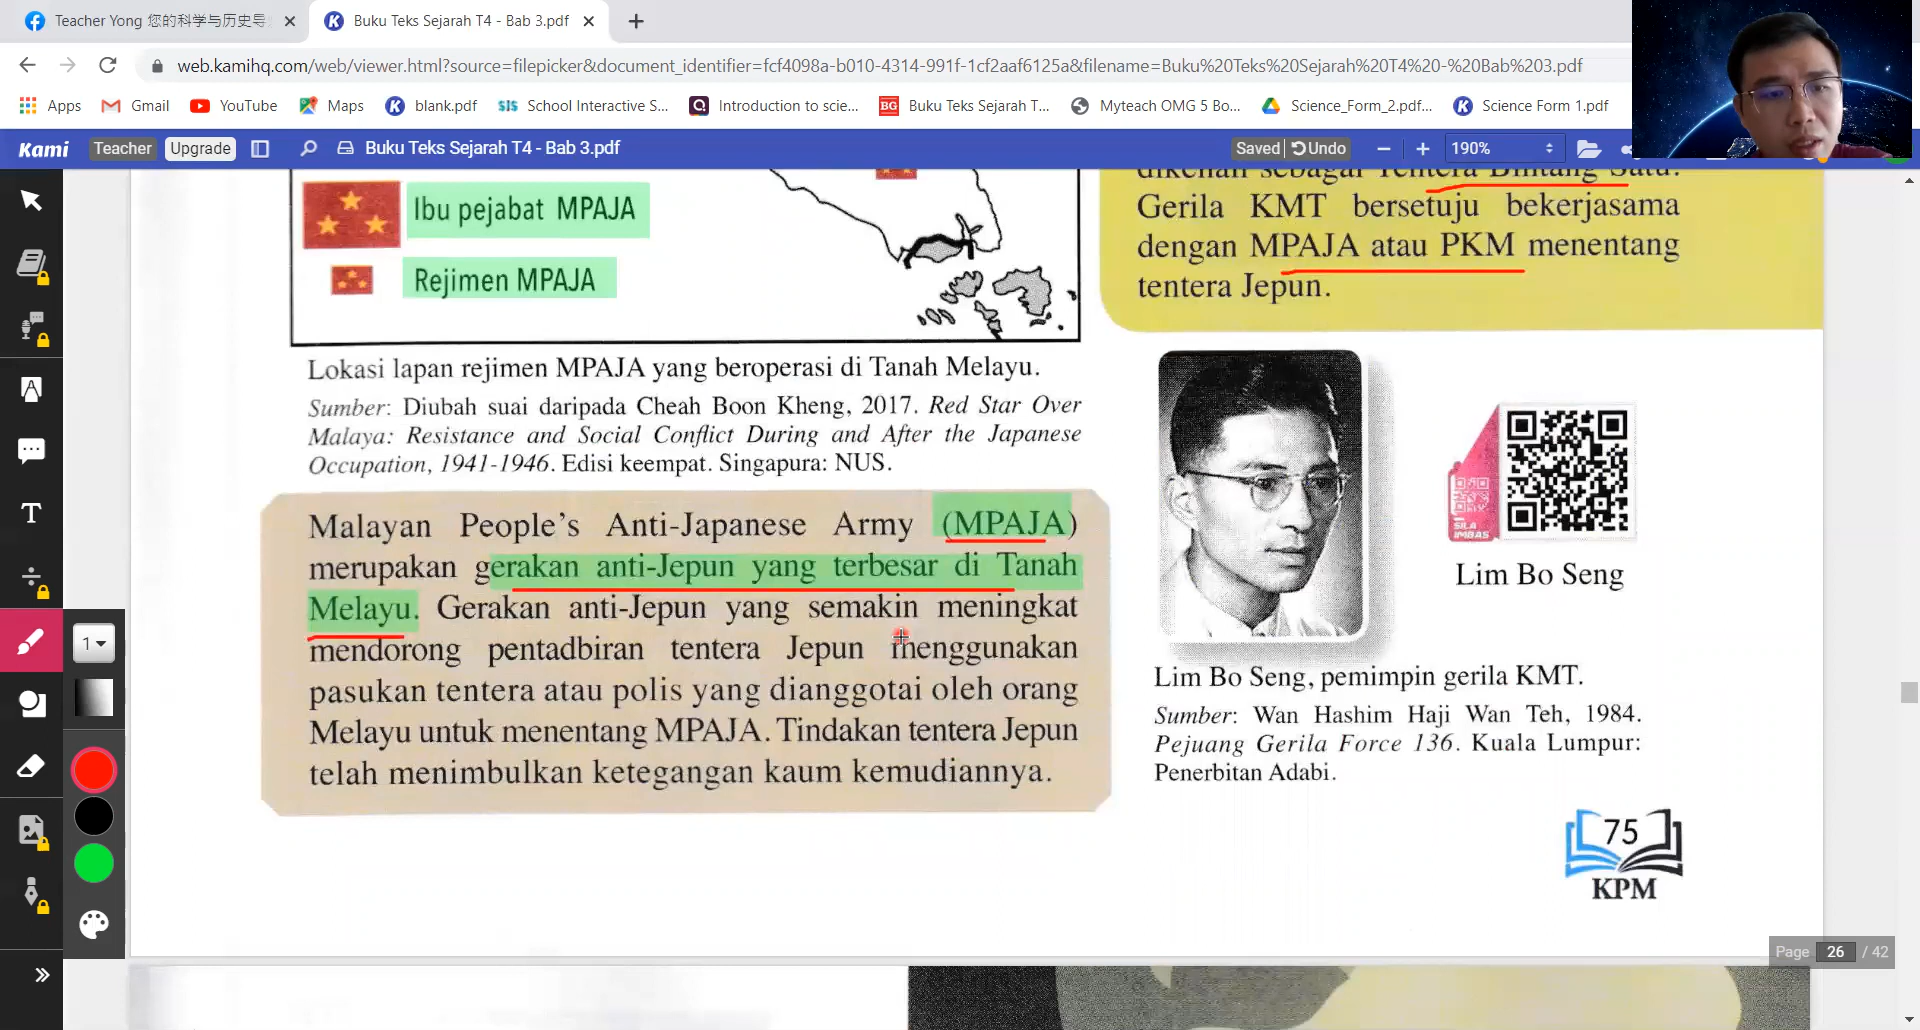 Teacher Yong 您的科学与历史导
Buku Teks Sejarah T4 - Bab 3.pdf
web.kamihq.com/web/viewer.html?source=filepicker&document_identifier=fcf4098a-b010-4314-991f-1cf2aaf6125a&filename=Buku%20Teks%20Sejarah%20T4%20-%20Bab%203.pdf
Apps
Gmail
YouTube
Maps
blank.pdf
School Interactive S...
Introduction to scie...
Buku Teks Sejarah T...
Myteach OMG 5 Bo...
Science_Form_2.pdf...
Science Form 1.pdf
Kami
Teacher
Upgrade
Buku Teks Sejarah T4 - Bab 3.pdf
Saved
Undo
190%
Ibu pejabat MPAJA
Rejimen MPAJA
Lokasi lapan rejimen MPAJA yang beroperasi di Tanah Melayu.
Sumber: Diubah suai daripada Cheah Boon Kheng, 2017. Red Star Over
Malaya: Resistance and Social Conflict During and After the Japanese
Occupation, 1941-1946. Edisi keempat. Singapura: NUS.
Malayan People's Anti-Japanese Army (MPAJA)
merupakan gerakan anti-Jepun yang terbesar di Tanah
Melayu. Gerakan anti-Jepun yang semakin meningkat
mendorong pentadbiran tentera Jepun menggunakan
pasukan tentera atau polis yang dianggotai oleh orang
Melayu untuk menentang MPAJA. Tindakan tentera Jepun
telah menimbulkan ketegangan kaum kemudiannya.
dikenali sebagai Tentera Bintang Satu.
Gerila KMT bersetuju bekerjasama
dengan MPAJA atau PKM menentang
tentera Jepun.
SILA
IMBAS
Lim Bo Seng
Lim Bo Seng, pemimpin gerila KMT.
Sumber: Wan Hashim Haji Wan Teh, 1984.
Pejuang Gerila Force 136. Kuala Lumpur:
Penerbitan Adabi.
75
KPM
1
Page 26 / 42